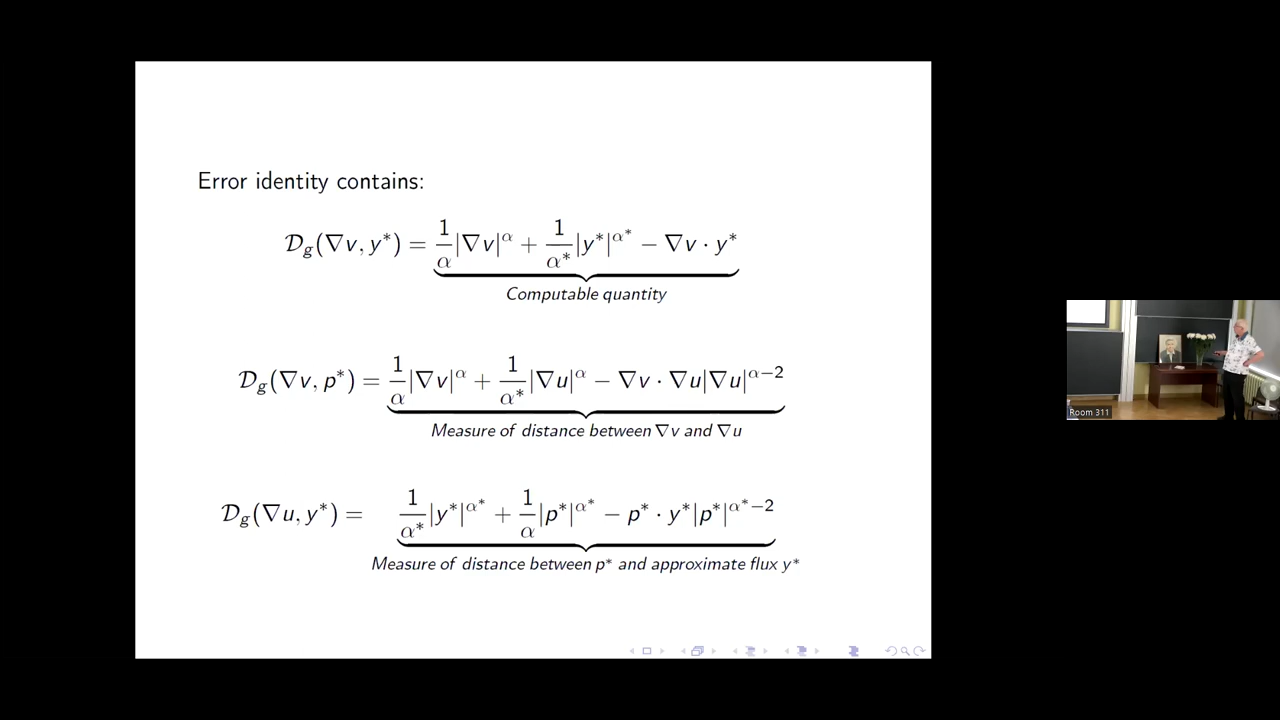 Error identity contains:
𝒟_g(∇v, y*) = 1/α |∇v|^α + 1/α* |y*|^{α*} − ∇v · y*
Computable quantity
𝒟_g(∇v, p*) = 1/α |∇v|^α + 1/α* |∇u|^α − ∇v · ∇u|∇u|^{α−2}
Measure of distance between ∇v and ∇u
𝒟_g(∇u, y*) = 1/α* |y*|^{α*} + 1/α |p*|^{α*} − p* · y*|p*|^{α*−2}
Measure of distance between p* and approximate flux y*
Room 311